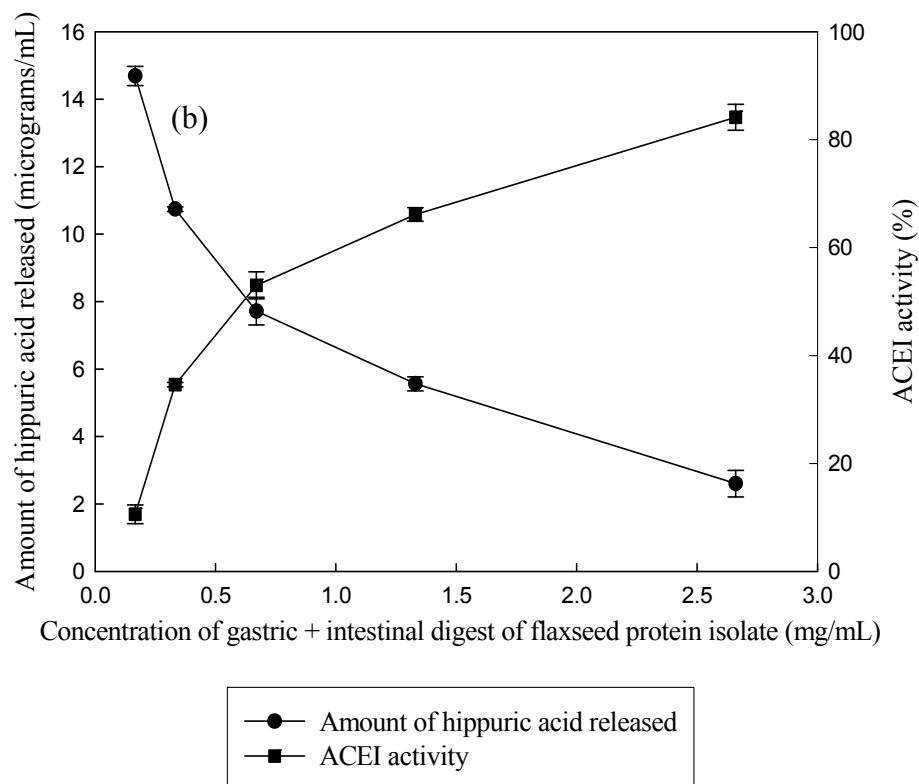 Amount of hippuric acid released (micrograms/mL)
16
14
12
10
8
6
4
2
0
(b)
100
80
60
40
20
0
ACEI activity (%)
0.0 0.5 1.0 1.5 2.0 2.5 3.0
Concentration of gastric + intestinal digest of flaxseed protein isolate (mg/mL)
Amount of hippuric acid released
ACEI activity